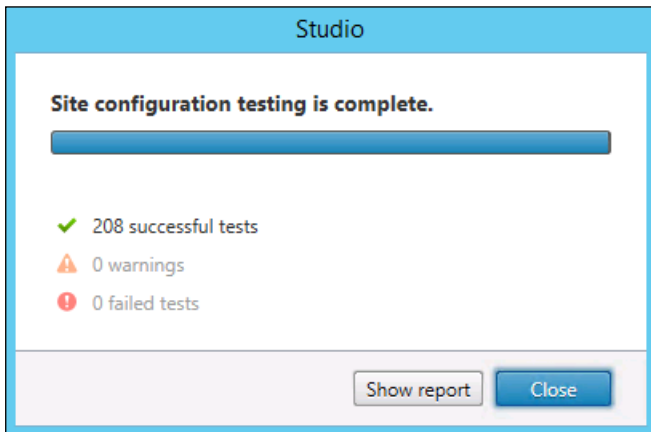 Studio
Site configuration testing is complete.
208 successful tests
0 warnings
0 failed tests
Show report
Close